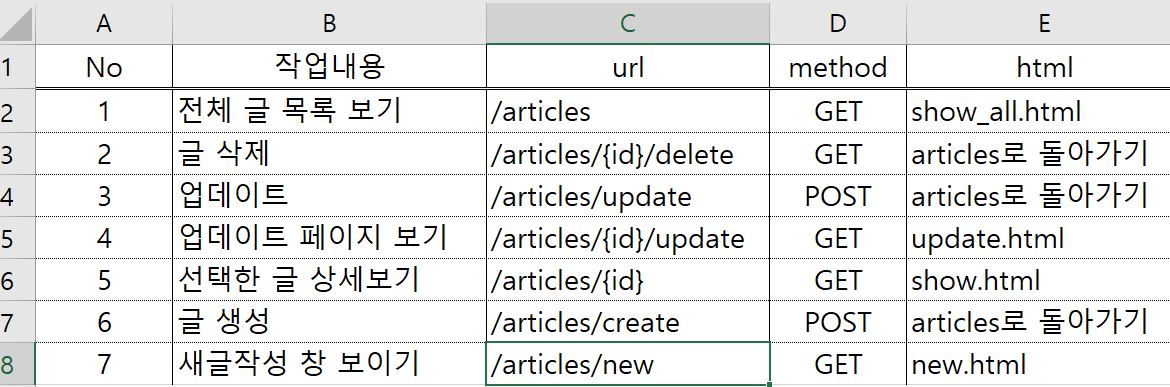 A B C D E
1 No 작업내용 url method html
2 1 전체 글 목록 보기 /articles GET show_all.html
3 2 글 삭제 /articles/{id}/delete GET articles로 돌아가기
4 3 업데이트 /articles/update POST articles로 돌아가기
5 4 업데이트 페이지 보기 /articles/{id}/update GET update.html
6 5 선택한 글 상세보기 /articles/{id} GET show.html
7 6 글 생성 /articles/create POST articles로 돌아가기
8 7 새글작성 창 보이기 /articles/new GET new.html